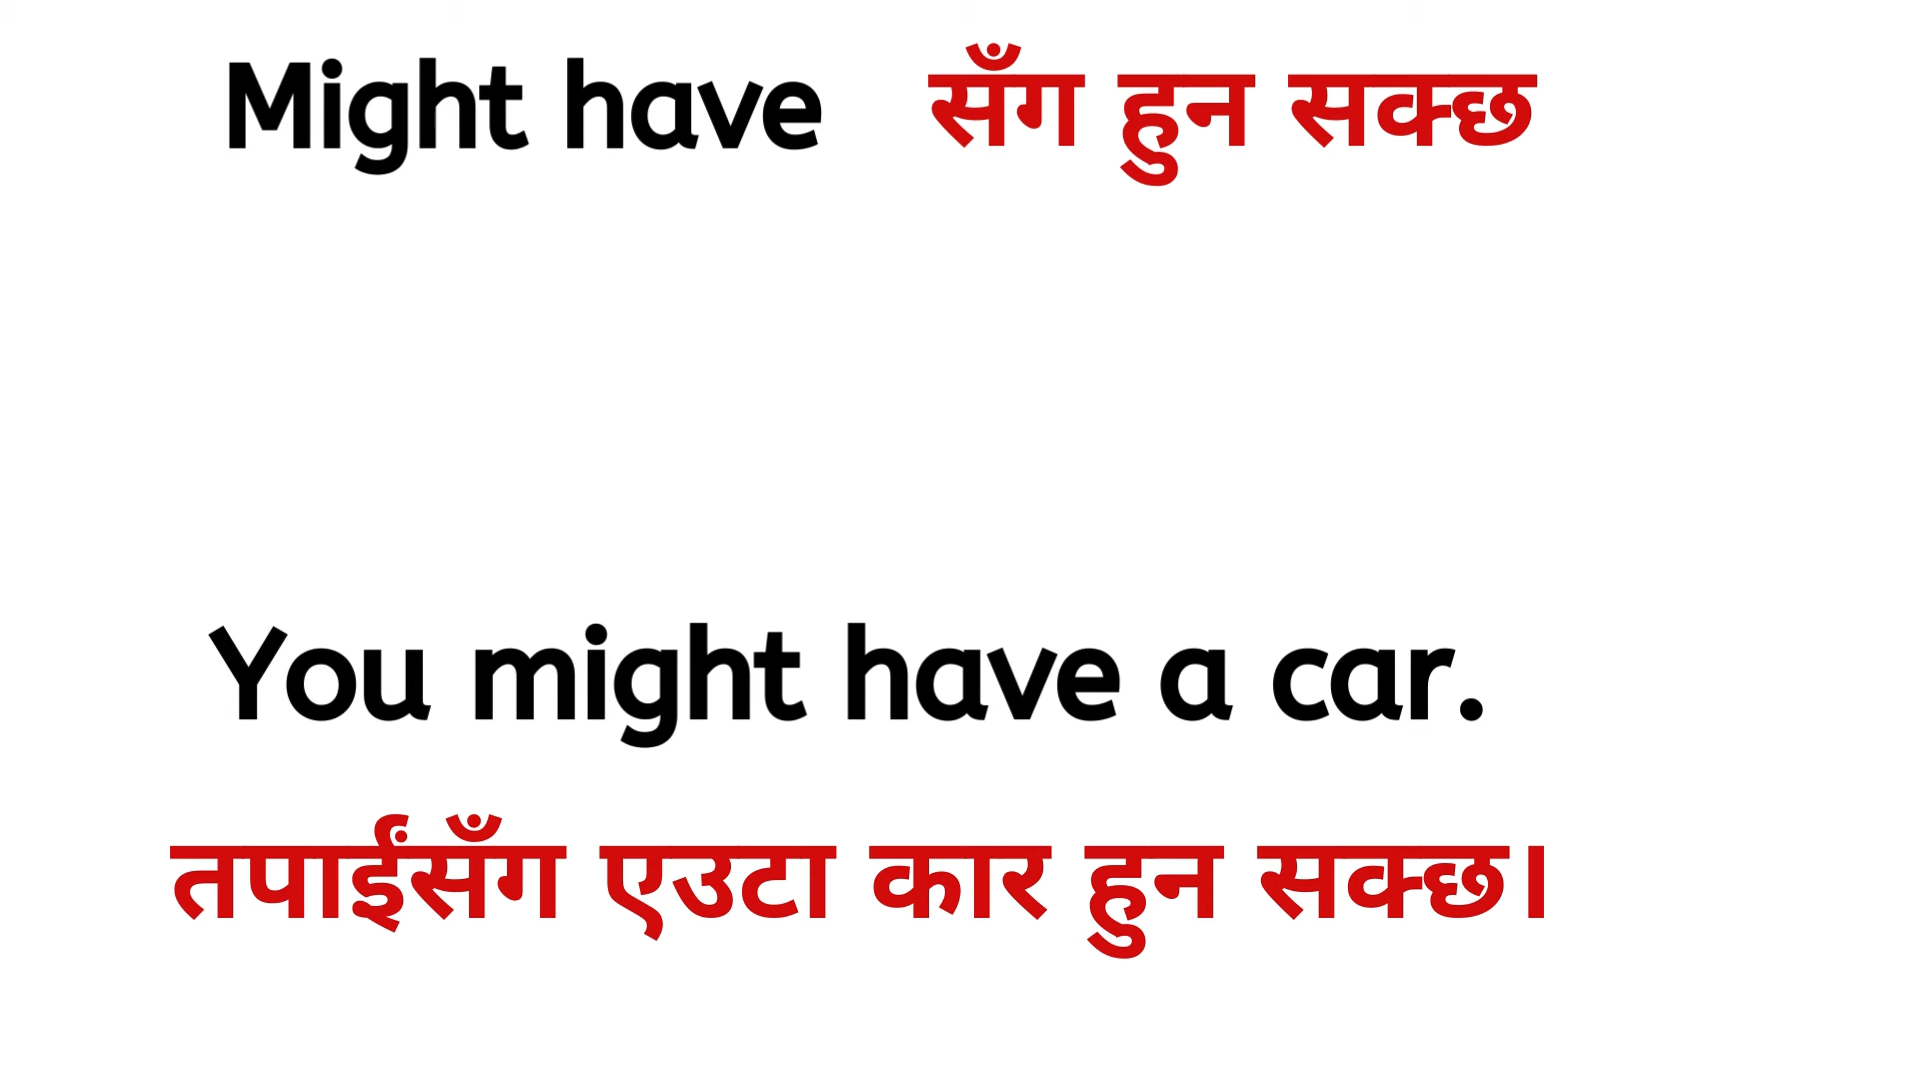 Might have सँग हुन सक्छ
You might have a car.
तपाईंसँग एउटा कार हुन सक्छ।